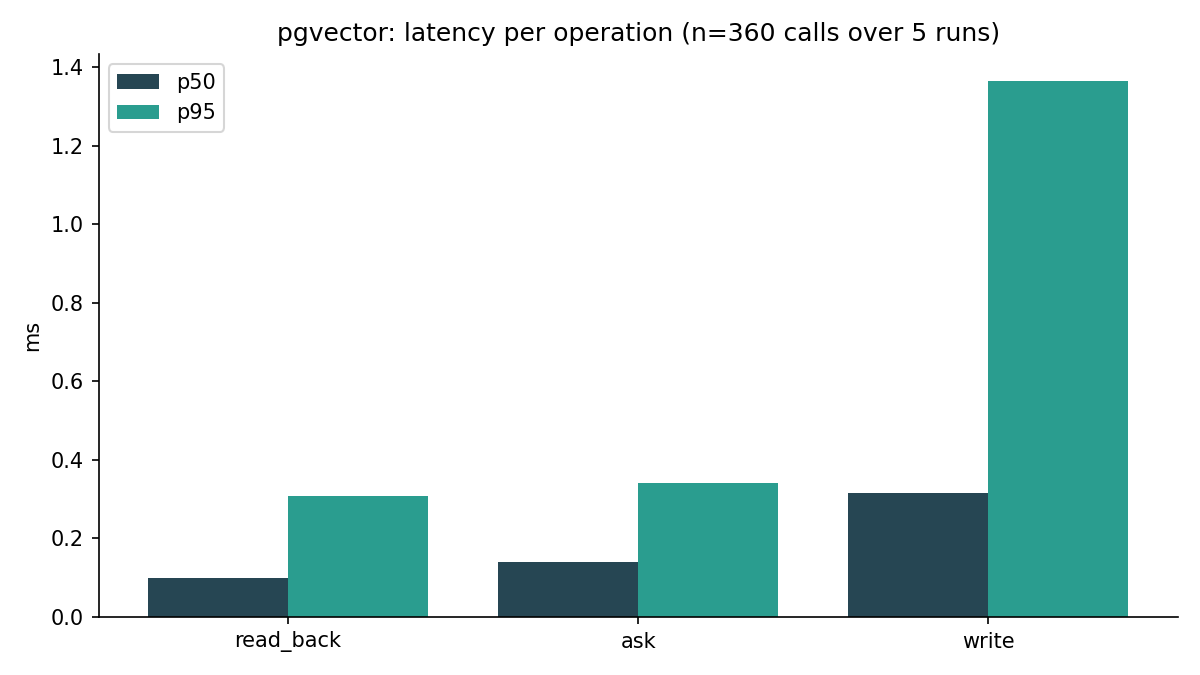 pgvector: latency per operation (n=360 calls over 5 runs)
p50
p95
ms
1.4
1.2
1.0
0.8
0.6
0.4
0.2
0.0
read_back
ask
write